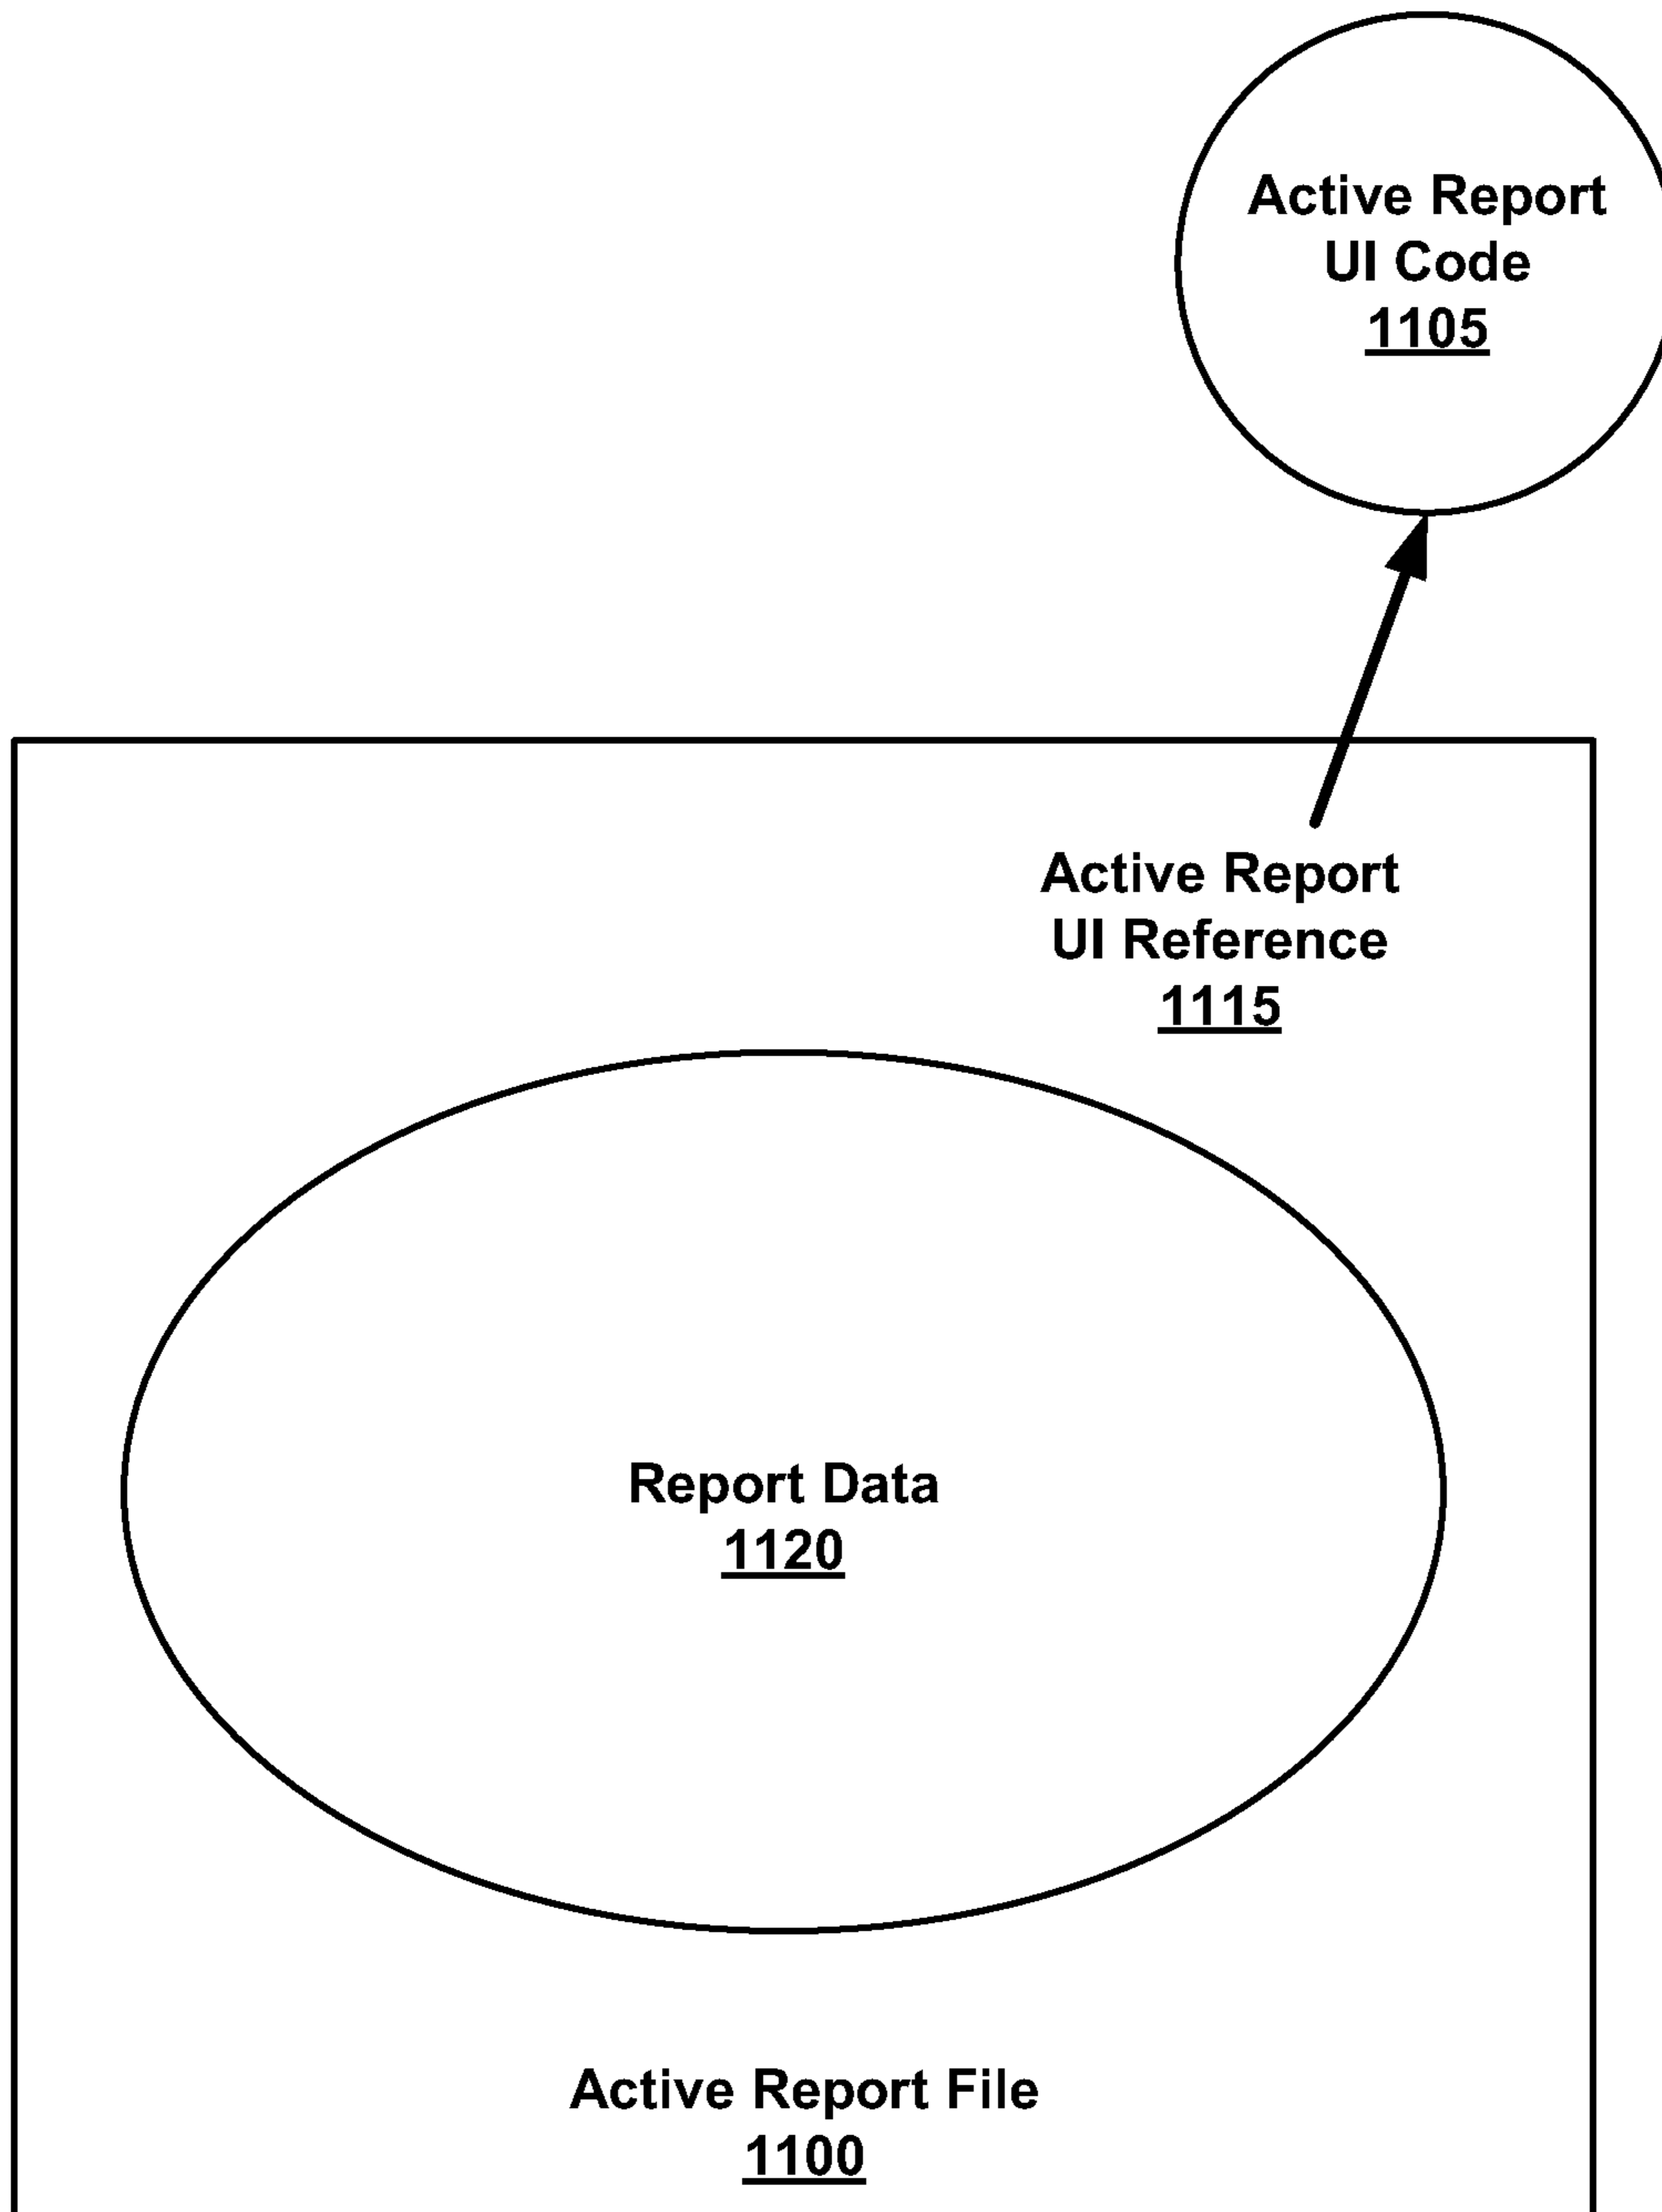 Active Report
UI Code
1105
Active Report
UI Reference
1115
Report Data
1120
Active Report File
1100